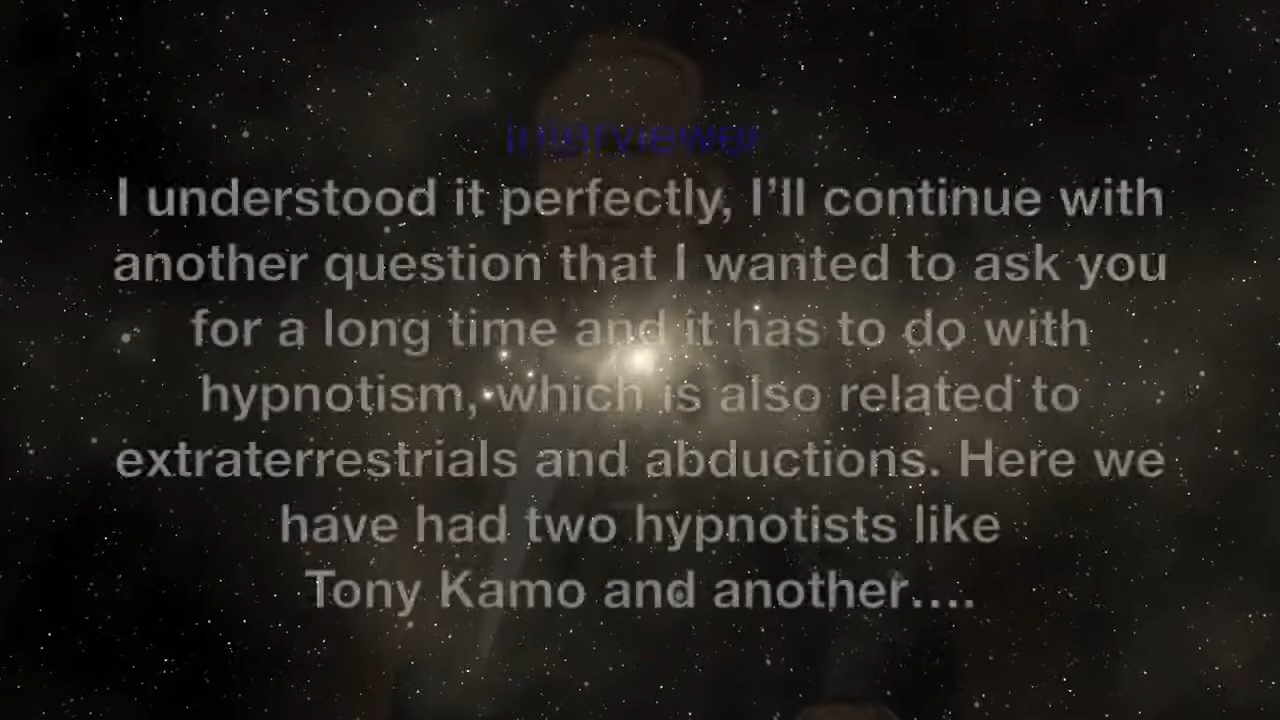 interviewer
I understood it perfectly, I’ll continue with
another question that I wanted to ask you
for a long time and it has to do with
hypnotism, which is also related to
extraterrestrials and abductions. Here we
have had two hypnotists like
Tony Kamo and another....